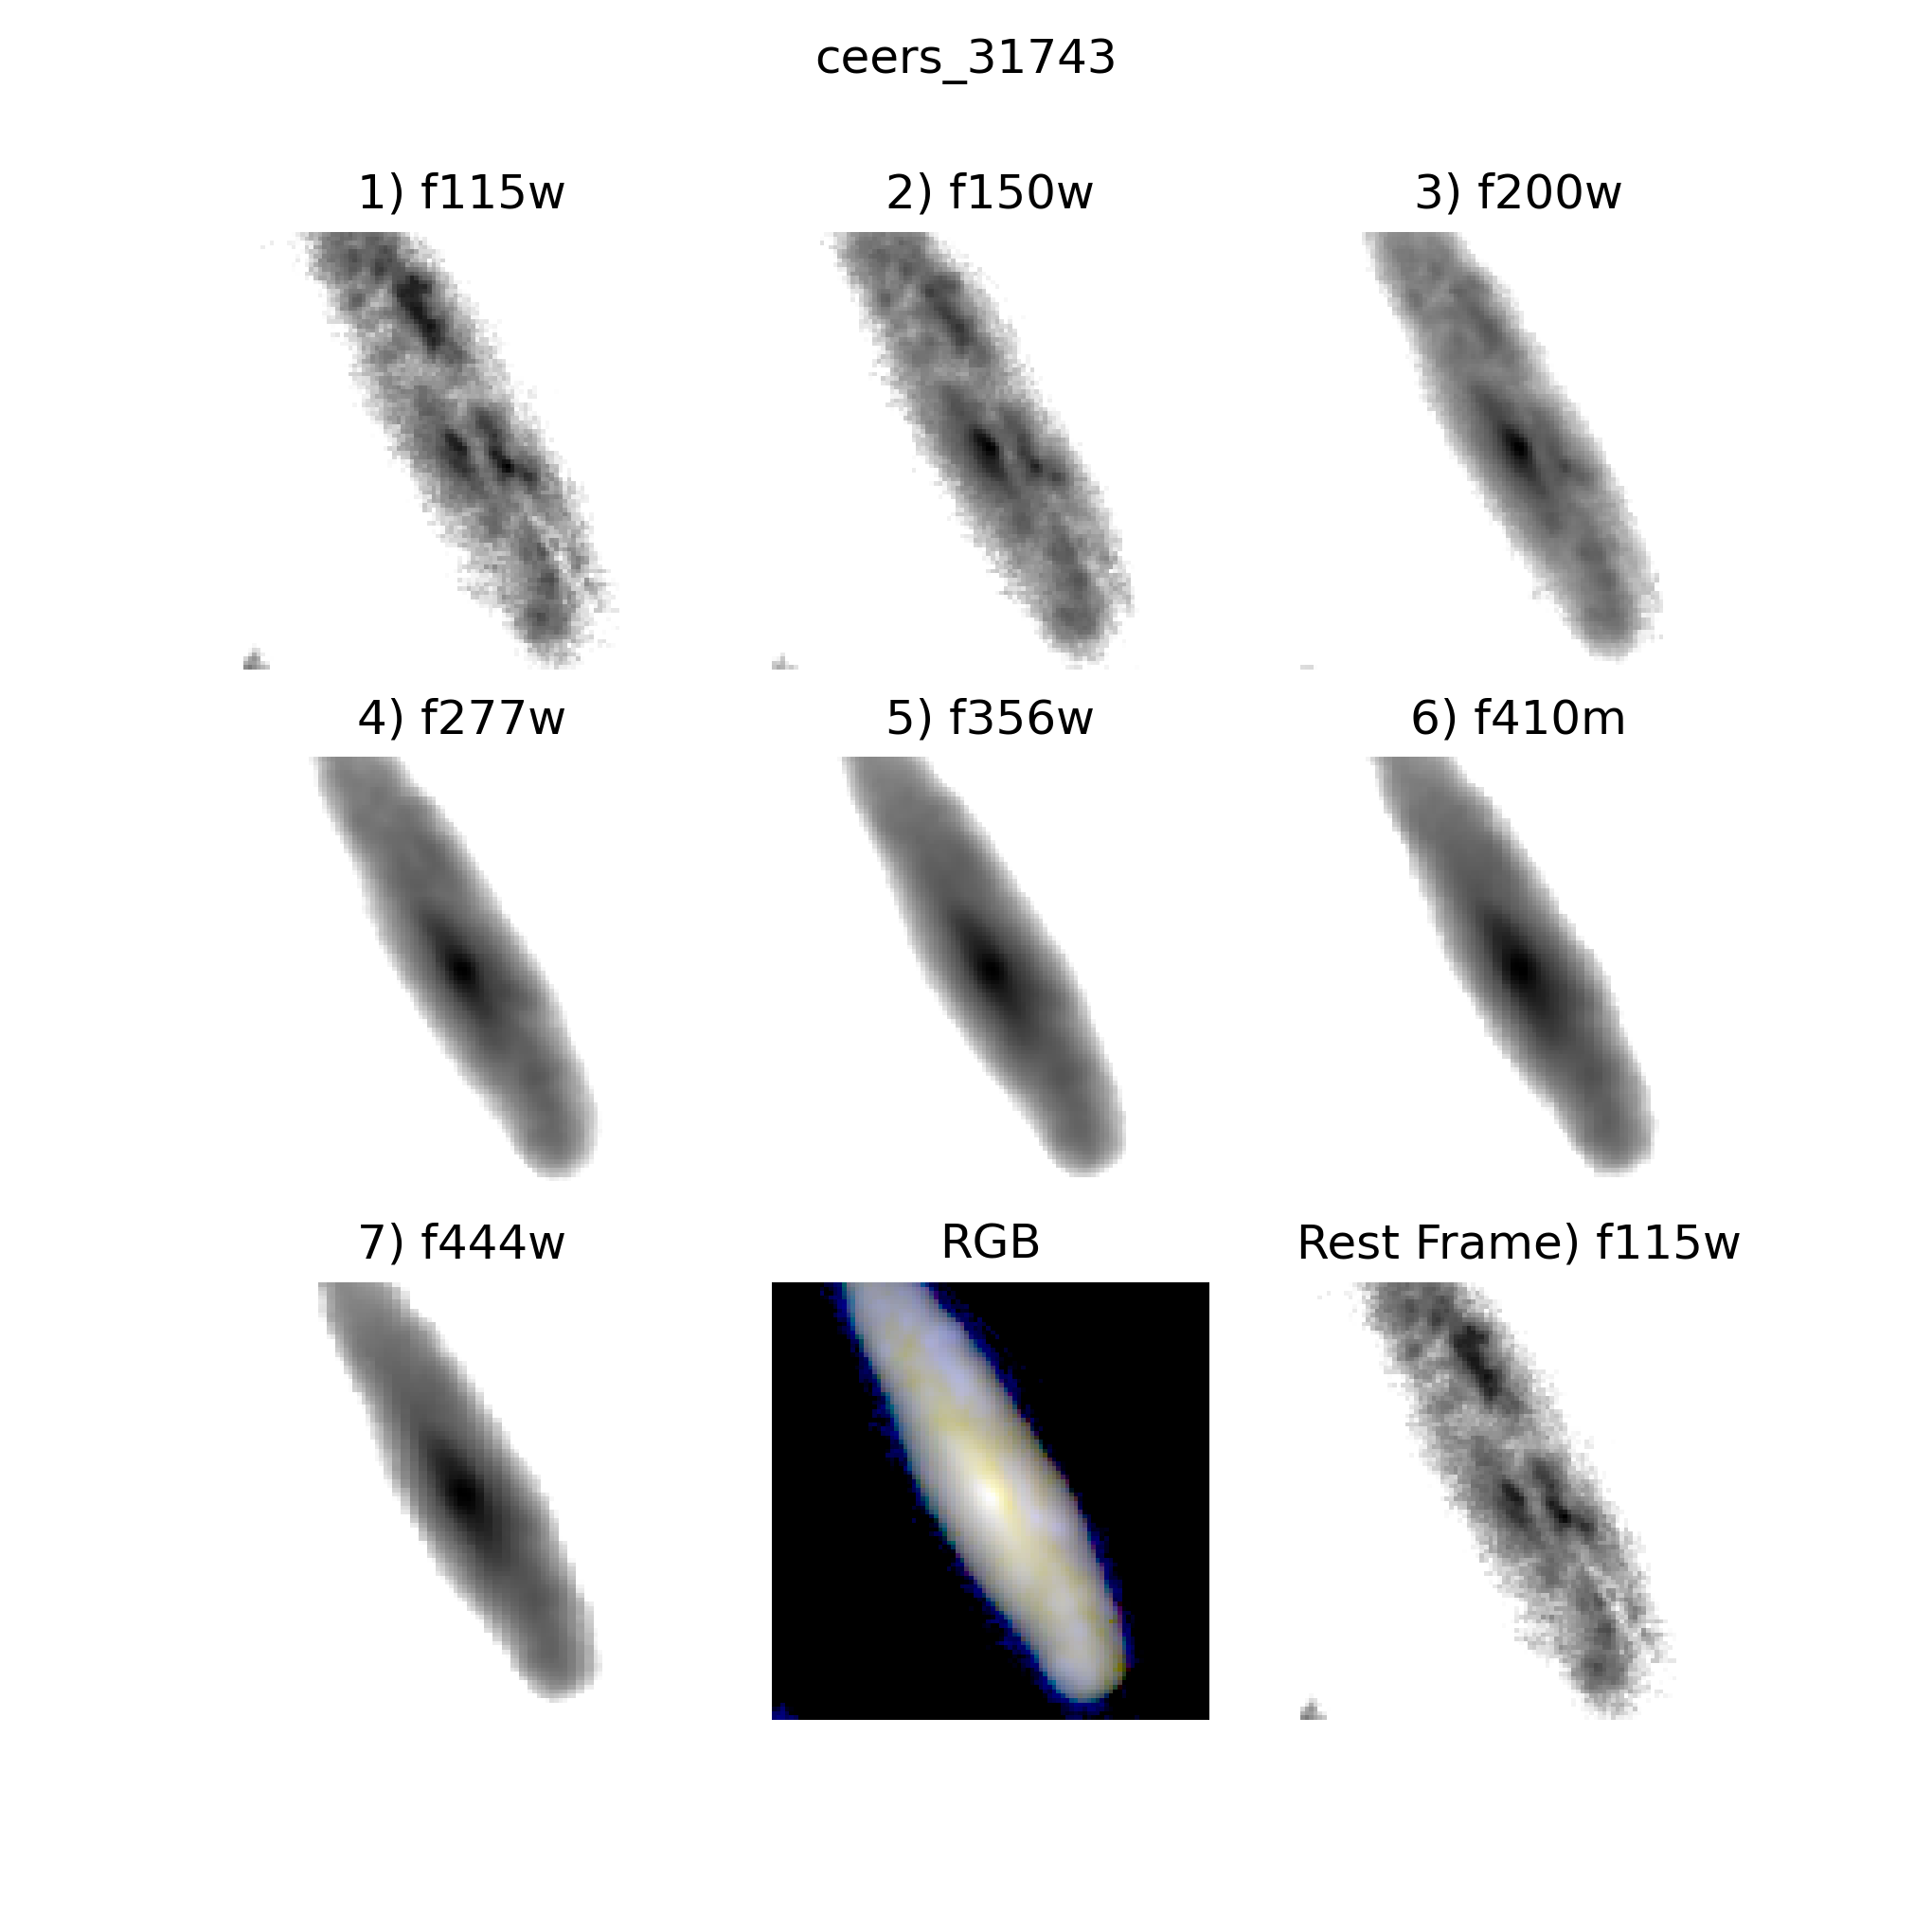 ceers_31743
1) f115w
2) f150w
3) f200w
4) f277w
5) f356w
6) f410m
7) f444w
RGB
Rest Frame) f115w